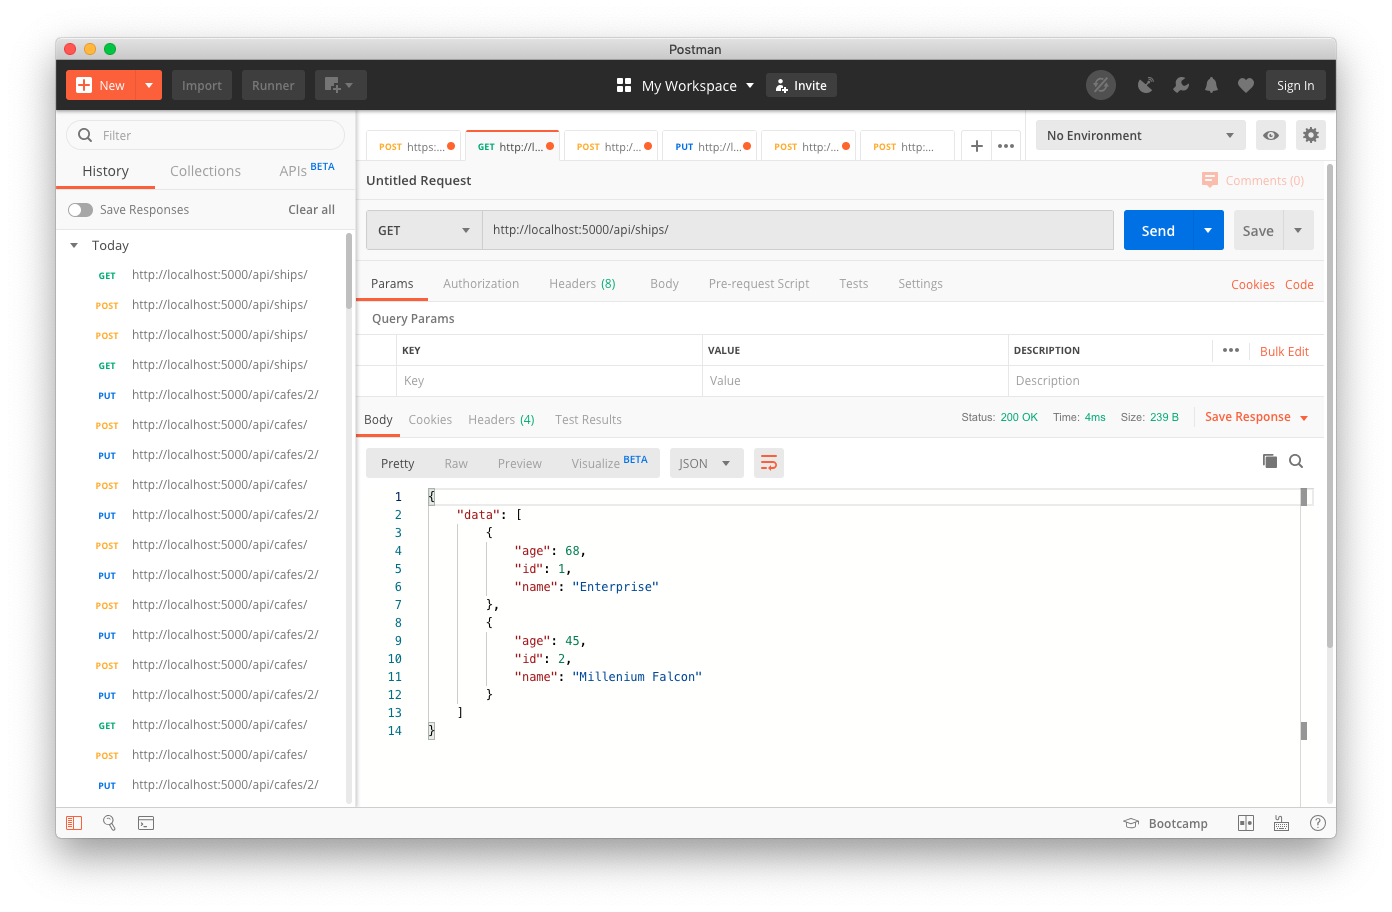 Postman
New
Import
Runner
My Workspace
Invite
Sign In
Filter
History
Collections
APIs BETA
Save Responses
Clear all
Today
GET http://localhost:5000/api/ships/
POST http://localhost:5000/api/ships/
POST http://localhost:5000/api/ships/
GET http://localhost:5000/api/ships/
PUT http://localhost:5000/api/cafes/2/
POST http://localhost:5000/api/cafes/
PUT http://localhost:5000/api/cafes/2/
POST http://localhost:5000/api/cafes/
PUT http://localhost:5000/api/cafes/2/
POST http://localhost:5000/api/cafes/
PUT http://localhost:5000/api/cafes/2/
POST http://localhost:5000/api/cafes/
PUT http://localhost:5000/api/cafes/2/
POST http://localhost:5000/api/cafes/
PUT http://localhost:5000/api/cafes/2/
GET http://localhost:5000/api/cafes/
POST http://localhost:5000/api/cafes/
PUT http://localhost:5000/api/cafes/2/
POST https:...
GET http://l...
POST http:/...
PUT http://l...
POST http:/...
POST http:...
No Environment
Untitled Request
Comments (0)
GET
http://localhost:5000/api/ships/
Send
Save
Params
Authorization
Headers (8)
Body
Pre-request Script
Tests
Settings
Cookies
Code
Query Params
KEY
VALUE
DESCRIPTION
Bulk Edit
Key
Value
Description
Body
Cookies
Headers (4)
Test Results
Status: 200 OK
Time: 4ms
Size: 239 B
Save Response
Pretty
Raw
Preview
Visualize BETA
JSON
1 {
2 "data": [
3 {
4 "age": 68,
5 "id": 1,
6 "name": "Enterprise"
7 },
8 {
9 "age": 45,
10 "id": 2,
11 "name": "Millenium Falcon"
12 }
13 ]
14 }
Bootcamp